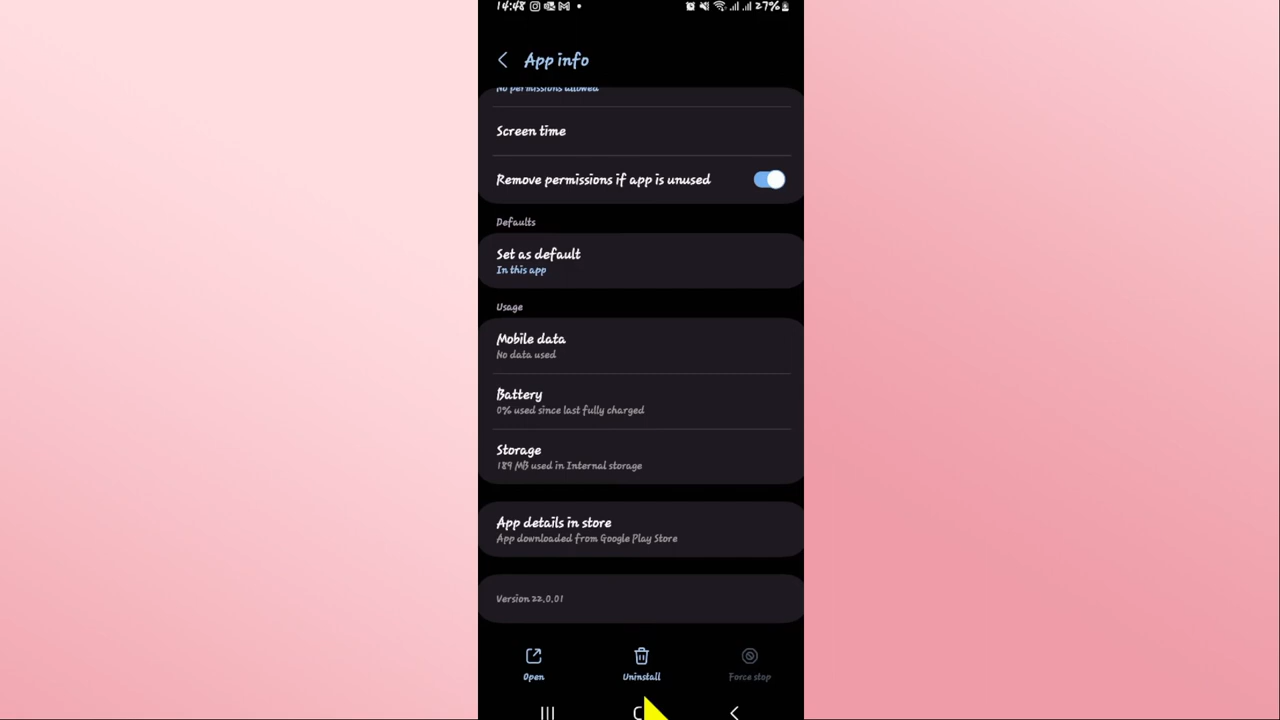 14:48
27%
App info
No permissions allowed
Screen time
Remove permissions if app is unused
Defaults
Set as default
In this app
Usage
Mobile data
No data used
Battery
0% used since last fully charged
Storage
189 MB used in Internal storage
App details in store
App downloaded from Google Play Store
Version 22.0.01
Open
Uninstall
Force stop